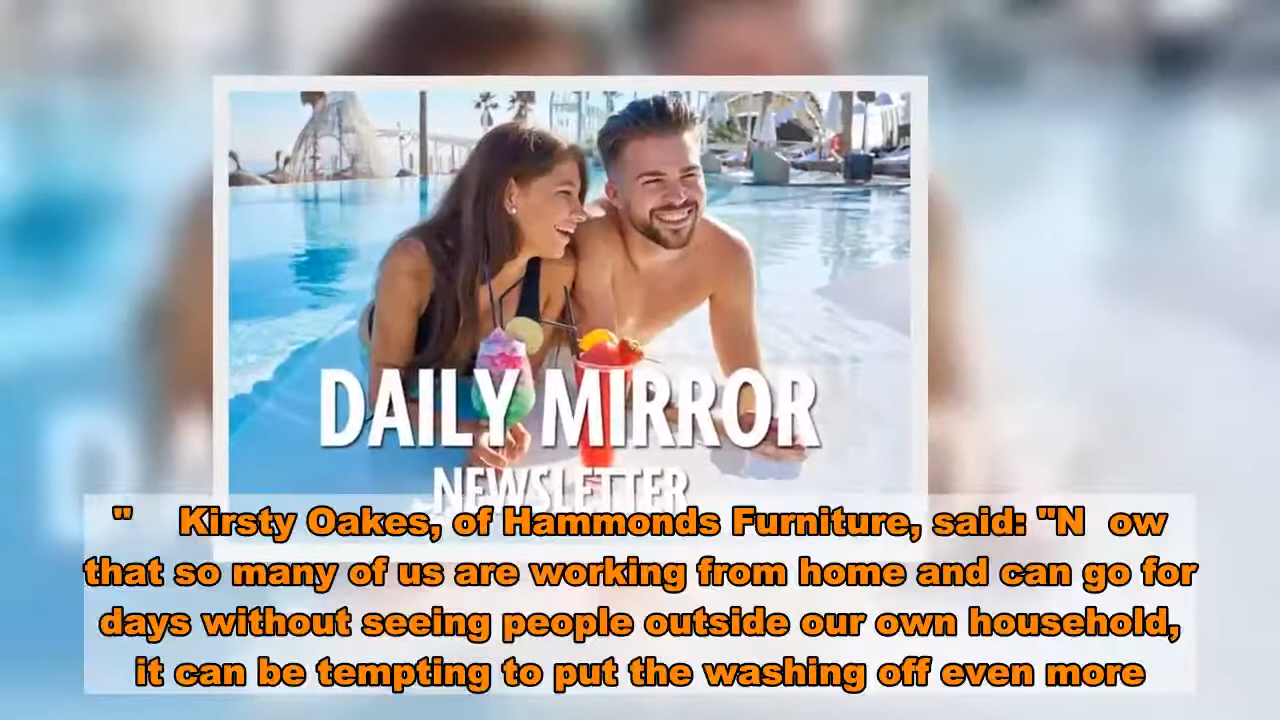 DAILY MIRROR
NEWSLETTER
" Kirsty Oakes, of Hammonds Furniture, said: "N ow
that so many of us are working from home and can go for
days without seeing people outside our own household,
it can be tempting to put the washing off even more